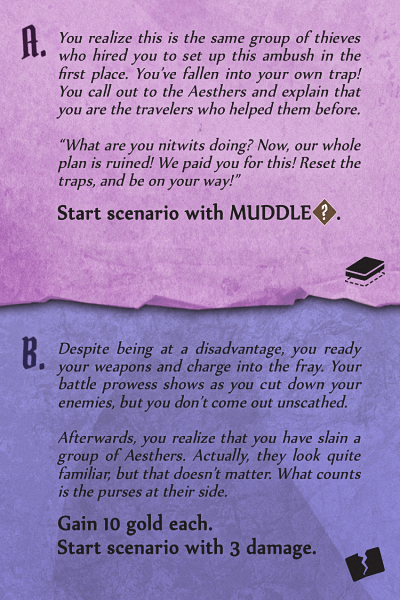 A. You realize this is the same group of thieves
who hired you to set up this ambush in the
first place. You've fallen into your own trap!
You call out to the Aesthers and explain that
you are the travelers who helped them before.
“What are you nitwits doing? Now, our whole
plan is ruined! We paid you for this! Reset the
traps, and be on your way!”
Start scenario with MUDDLE ?.
B. Despite being at a disadvantage, you ready
your weapons and charge into the fray. Your
battle prowess shows as you cut down your
enemies, but you don't come out unscathed.
Afterwards, you realize that you have slain a
group of Aesthers. Actually, they look quite
familiar, but that doesn't matter. What counts
is the purses at their side.
Gain 10 gold each.
Start scenario with 3 damage.